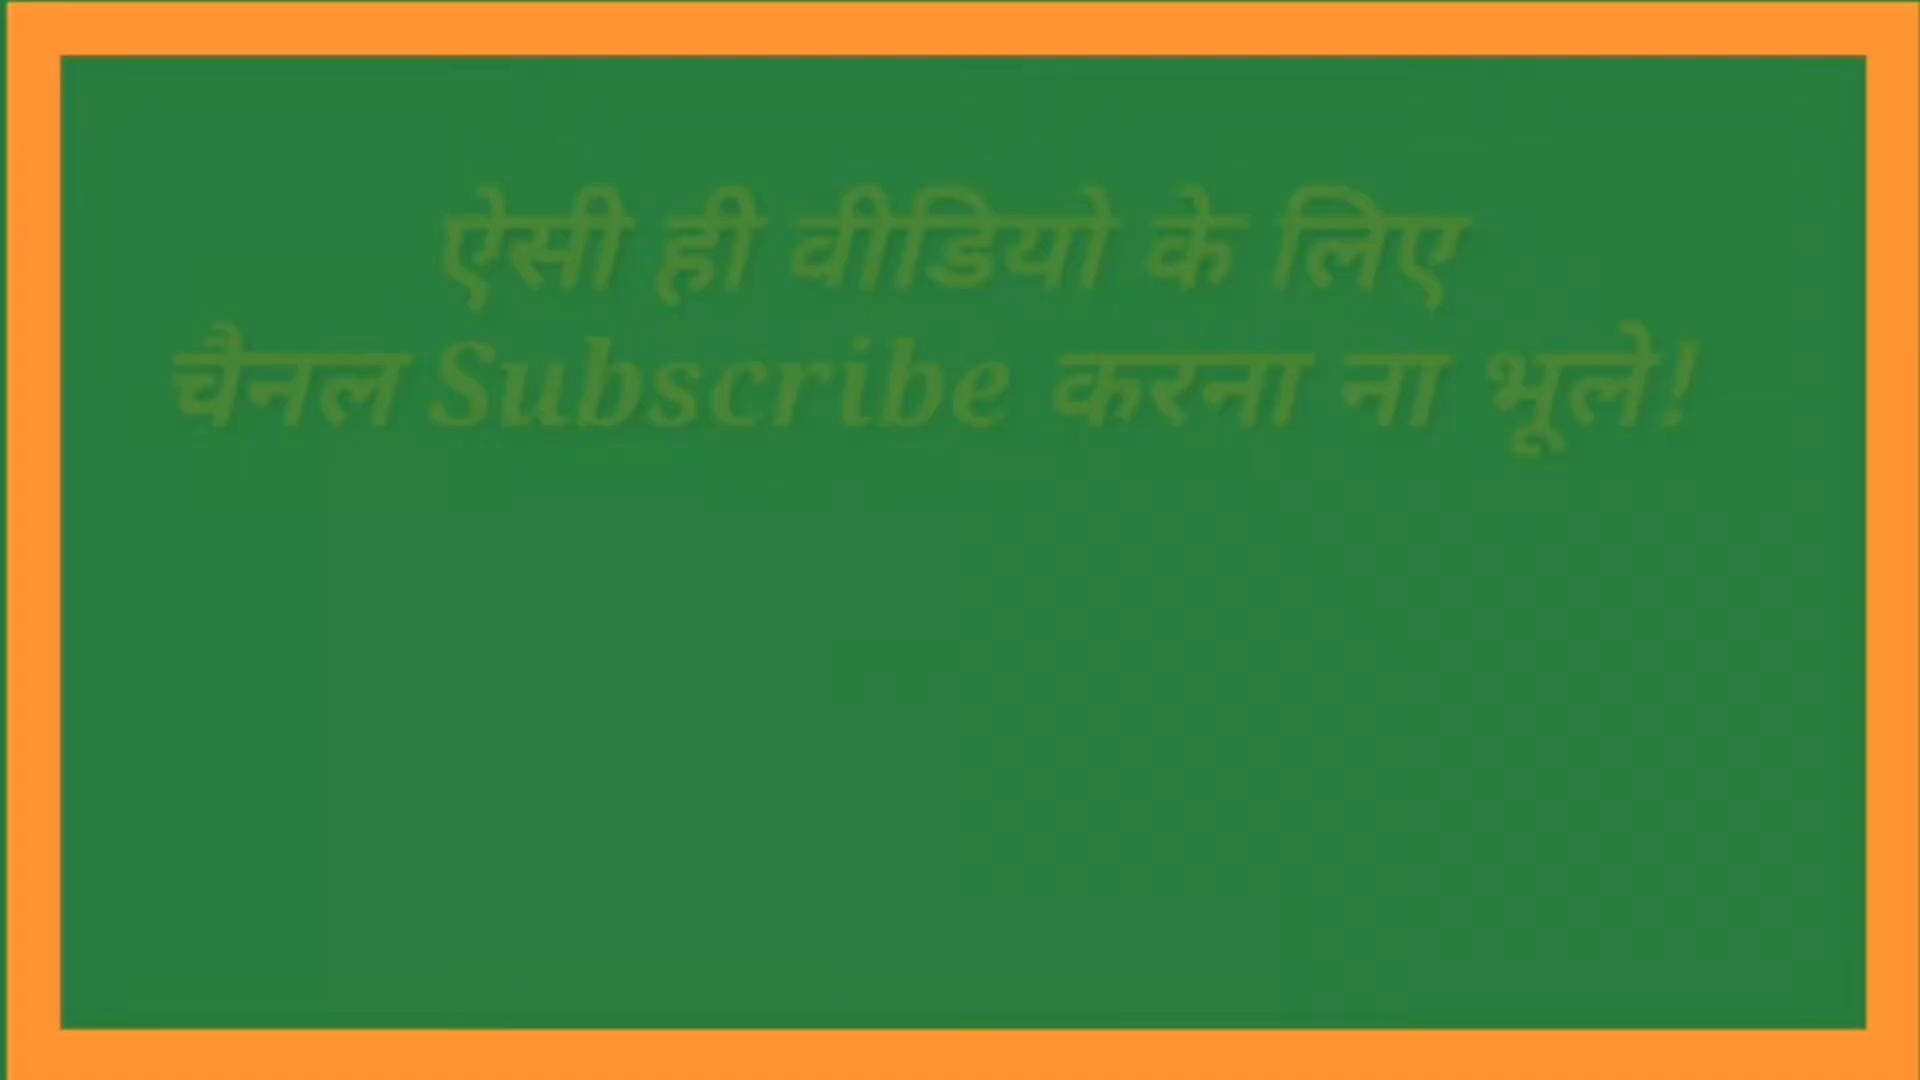 ऐसी ही वीडियो के लिए
चैनल Subscribe करना ना भूले!